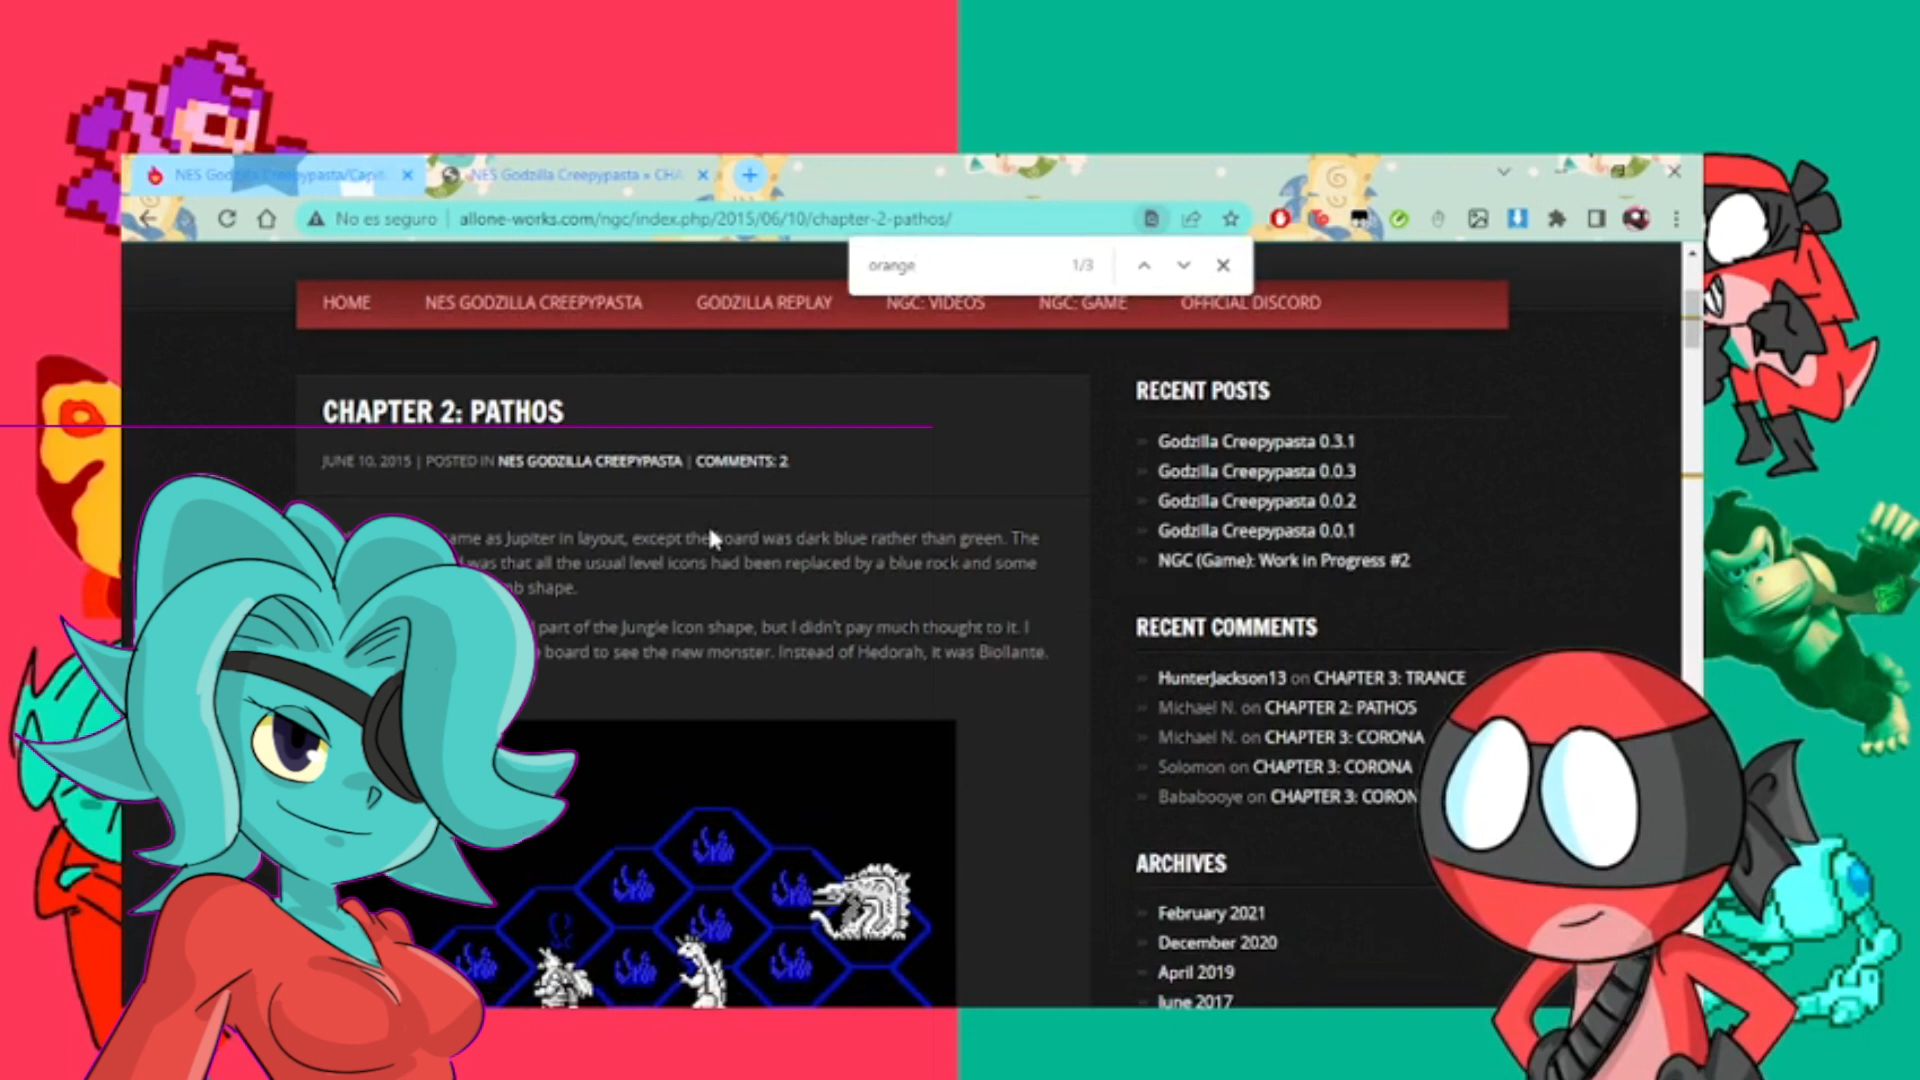 NES Godzilla Creepypasta/Capit
NES Godzilla Creepypasta » CHA
No es seguro
allone-works.com/ngc/index.php/2015/06/10/chapter-2-pathos/
orange
1/3
HOME
NES GODZILLA CREEPYPASTA
GODZILLA REPLAY
NGC: VIDEOS
NGC: GAME
OFFICIAL DISCORD
CHAPTER 2: PATHOS
JUNE 10, 2015 | POSTED IN NES GODZILLA CREEPYPASTA | COMMENTS: 2
ame as Jupiter in layout, except the board was dark blue rather than green. The
was that all the usual level icons had been replaced by a blue rock and some
mb shape.
part of the Jungle Icon shape, but I didn't pay much thought to it. I
board to see the new monster. Instead of Hedorah, it was Biollante.
RECENT POSTS
Godzilla Creepypasta 0.3.1
Godzilla Creepypasta 0.0.3
Godzilla Creepypasta 0.0.2
Godzilla Creepypasta 0.0.1
NGC (Game): Work in Progress #2
RECENT COMMENTS
HunterJackson13 on CHAPTER 3: TRANCE
Michael N. on CHAPTER 2: PATHOS
Michael N. on CHAPTER 3: CORONA
Solomon on CHAPTER 3: CORONA
Bababooye on CHAPTER 3: CORON
ARCHIVES
February 2021
December 2020
April 2019
June 2017